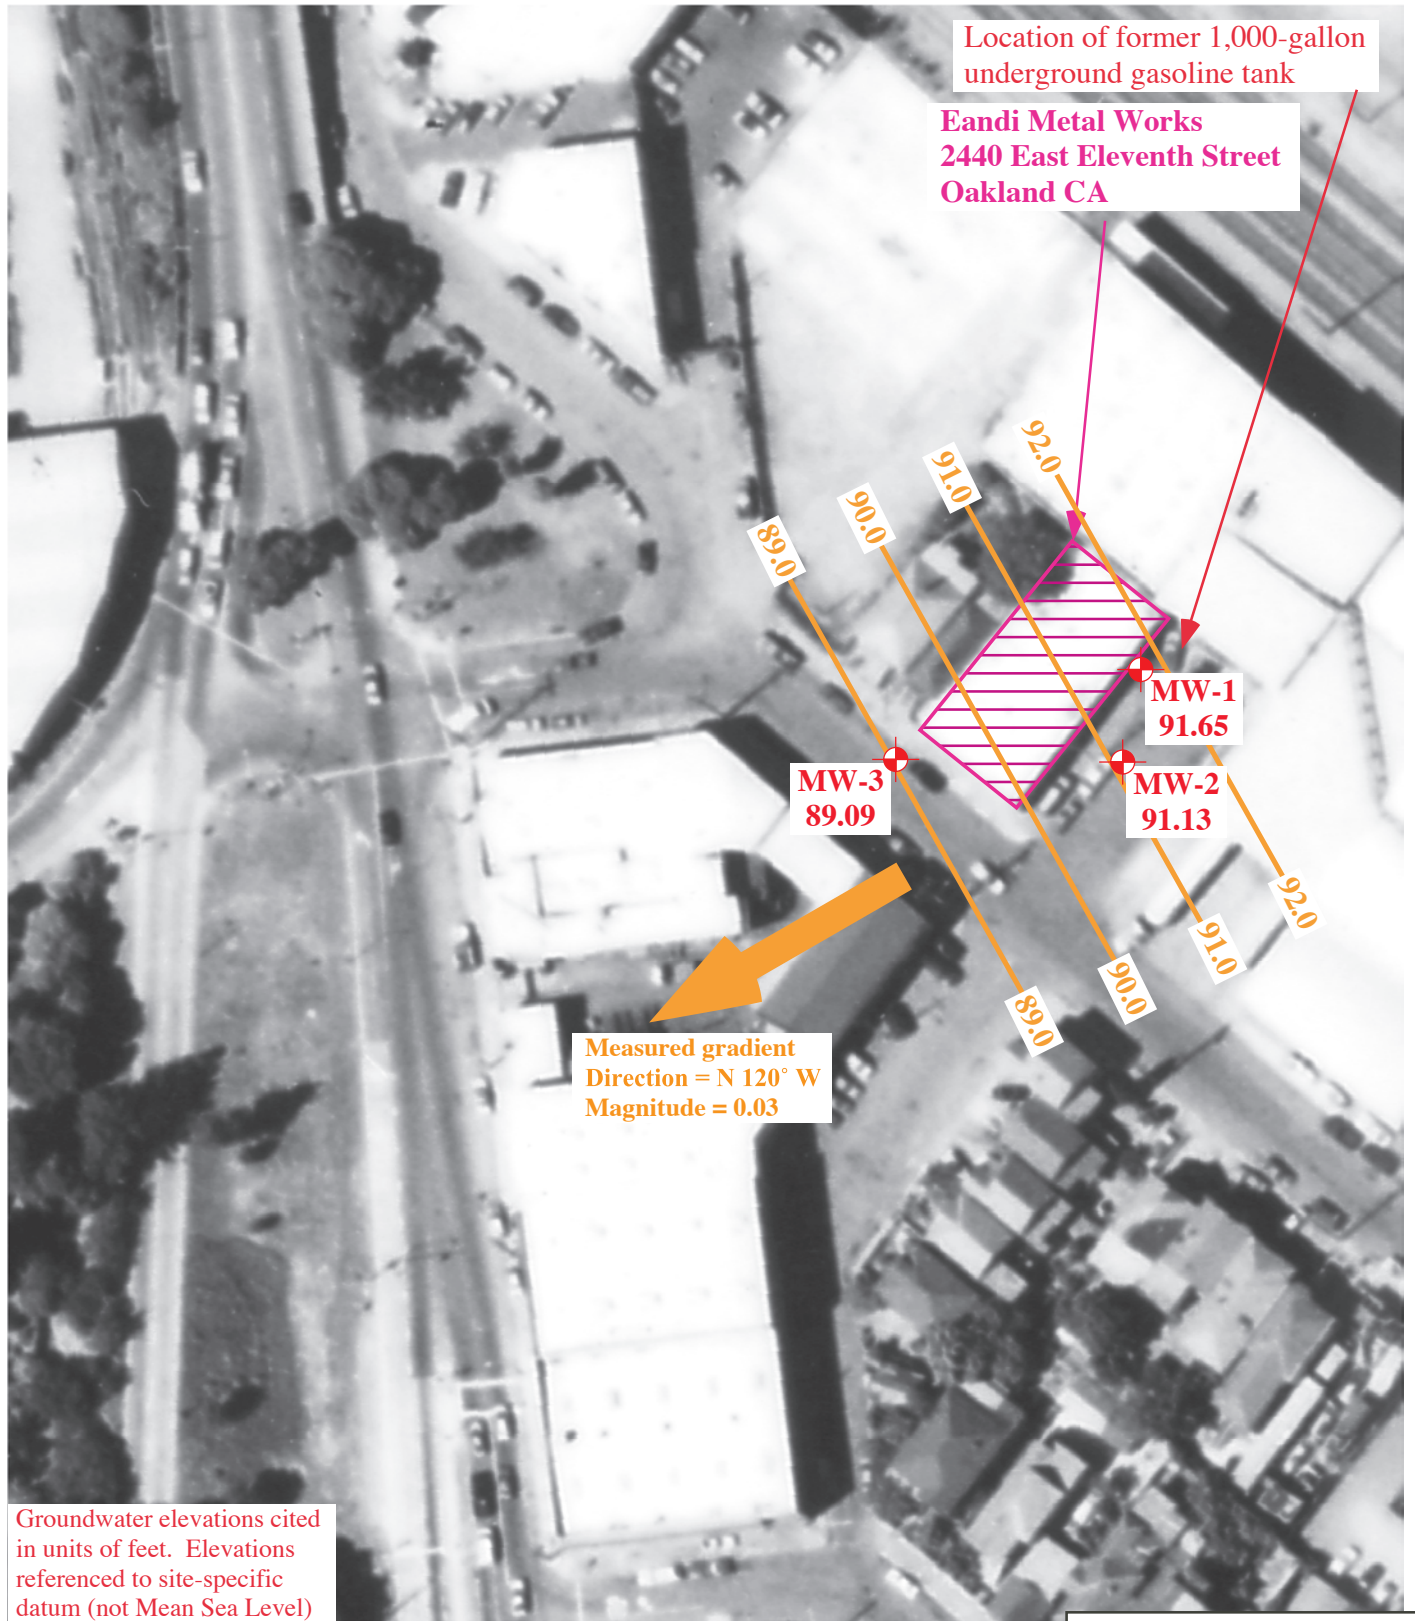 Location of former 1,000-gallon
underground gasoline tank
Eandi Metal Works
2440 East Eleventh Street
Oakland CA
92.0
91.0
90.0
89.0
MW-1
91.65
MW-3
89.09
MW-2
91.13
92.0
91.0
90.0
89.0
Measured gradient
Direction = N 120° W
Magnitude = 0.03
Groundwater elevations cited
in units of feet. Elevations
referenced to site-specific
datum (not Mean Sea Level)